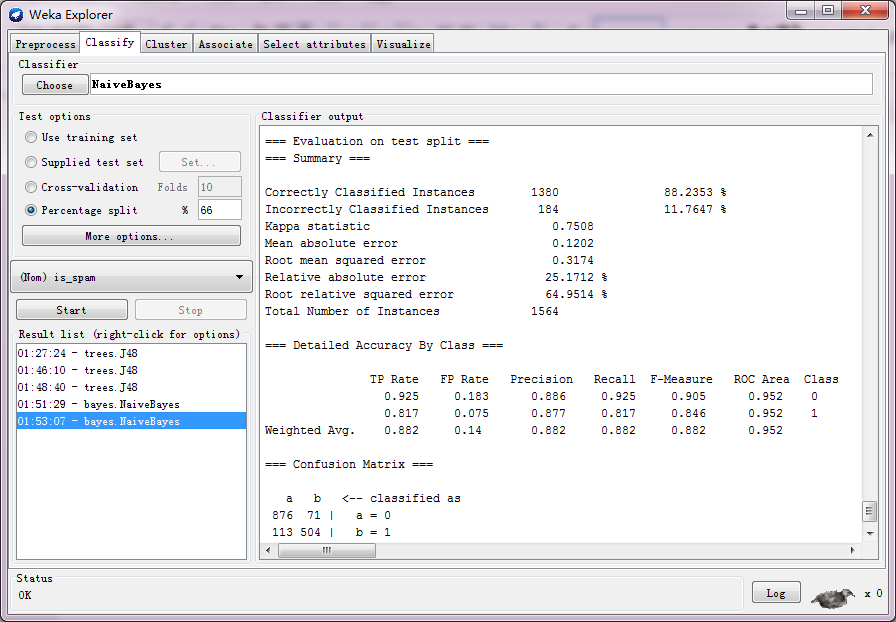 Weka Explorer
Preprocess Classify Cluster Associate Select attributes Visualize
Classifier
Choose NaiveBayes
Test options
Use training set
Supplied test set Set...
Cross-validation Folds 10
Percentage split % 66
More options...
(Nom) is_spam
Start Stop
Result list (right-click for options)
01:27:24 - trees.J48
01:46:10 - trees.J48
01:48:40 - trees.J48
01:51:29 - bayes.NaiveBayes
01:53:07 - bayes.NaiveBayes
Classifier output
=== Evaluation on test split ===
=== Summary ===
Correctly Classified Instances 1380 88.2353 %
Incorrectly Classified Instances 184 11.7647 %
Kappa statistic 0.7508
Mean absolute error 0.1202
Root mean squared error 0.3174
Relative absolute error 25.1712 %
Root relative squared error 64.9514 %
Total Number of Instances 1564
=== Detailed Accuracy By Class ===
TP Rate FP Rate Precision Recall F-Measure ROC Area Class
0.925 0.183 0.886 0.925 0.905 0.952 0
0.817 0.075 0.877 0.817 0.846 0.952 1
Weighted Avg. 0.882 0.14 0.882 0.882 0.882 0.952
=== Confusion Matrix ===
a b <-- classified as
876 71 | a = 0
113 504 | b = 1
Status
OK
Log x 0